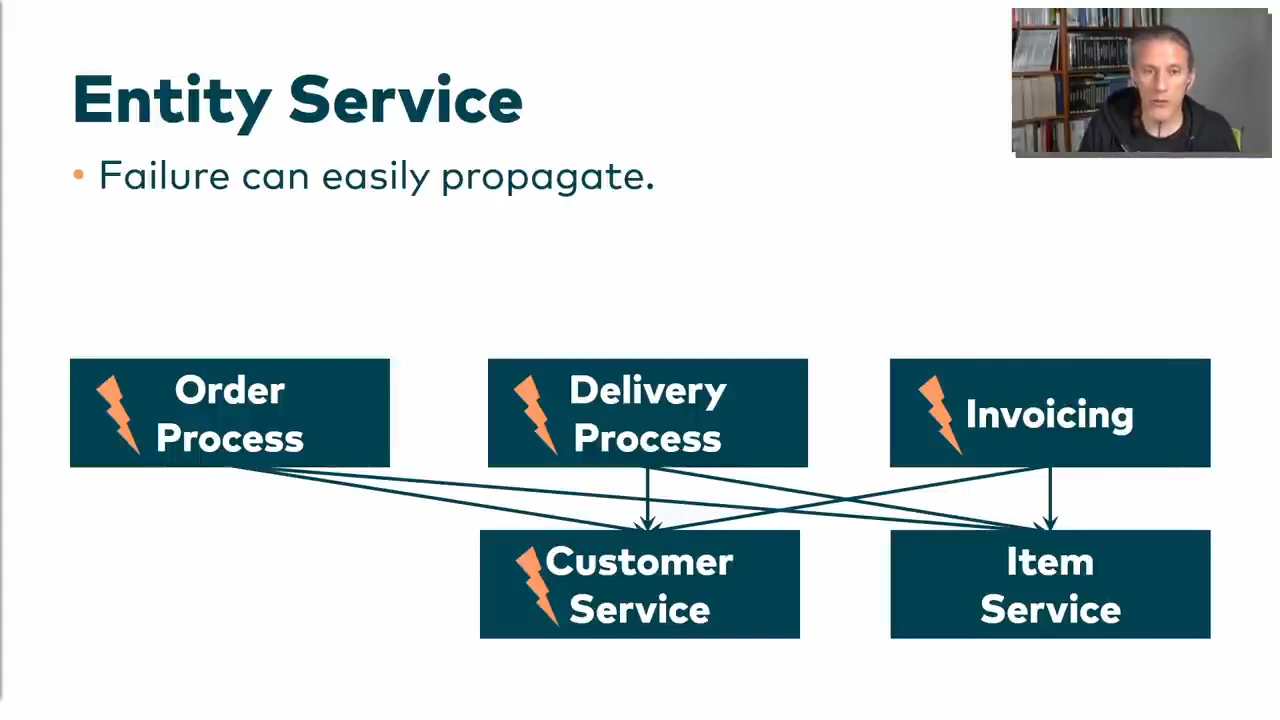 Entity Service
• Failure can easily propagate.
Order
Process
Delivery
Process
Invoicing
Customer
Service
Item
Service